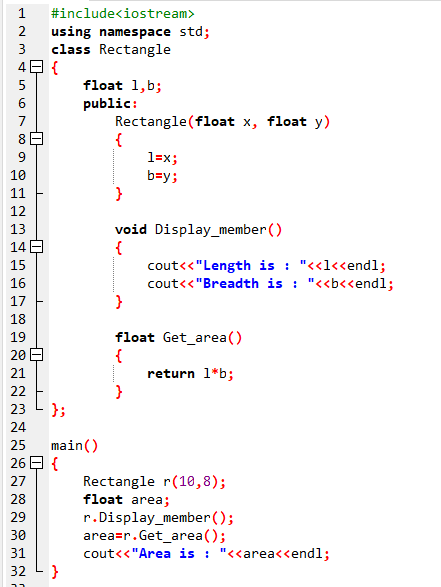 1 #include<iostream>
2 using namespace std;
3 class Rectangle
4 {
5 float l,b;
6 public:
7 Rectangle(float x, float y)
8 {
9 l=x;
10 b=y;
11 }
12
13 void Display_member()
14 {
15 cout<<"Length is : "<<l<<endl;
16 cout<<"Breadth is : "<<b<<endl;
17 }
18
19 float Get_area()
20 {
21 return l*b;
22 }
23 };
24
25 main()
26 {
27 Rectangle r(10,8);
28 float area;
29 r.Display_member();
30 area=r.Get_area();
31 cout<<"Area is : "<<area<<endl;
32 }